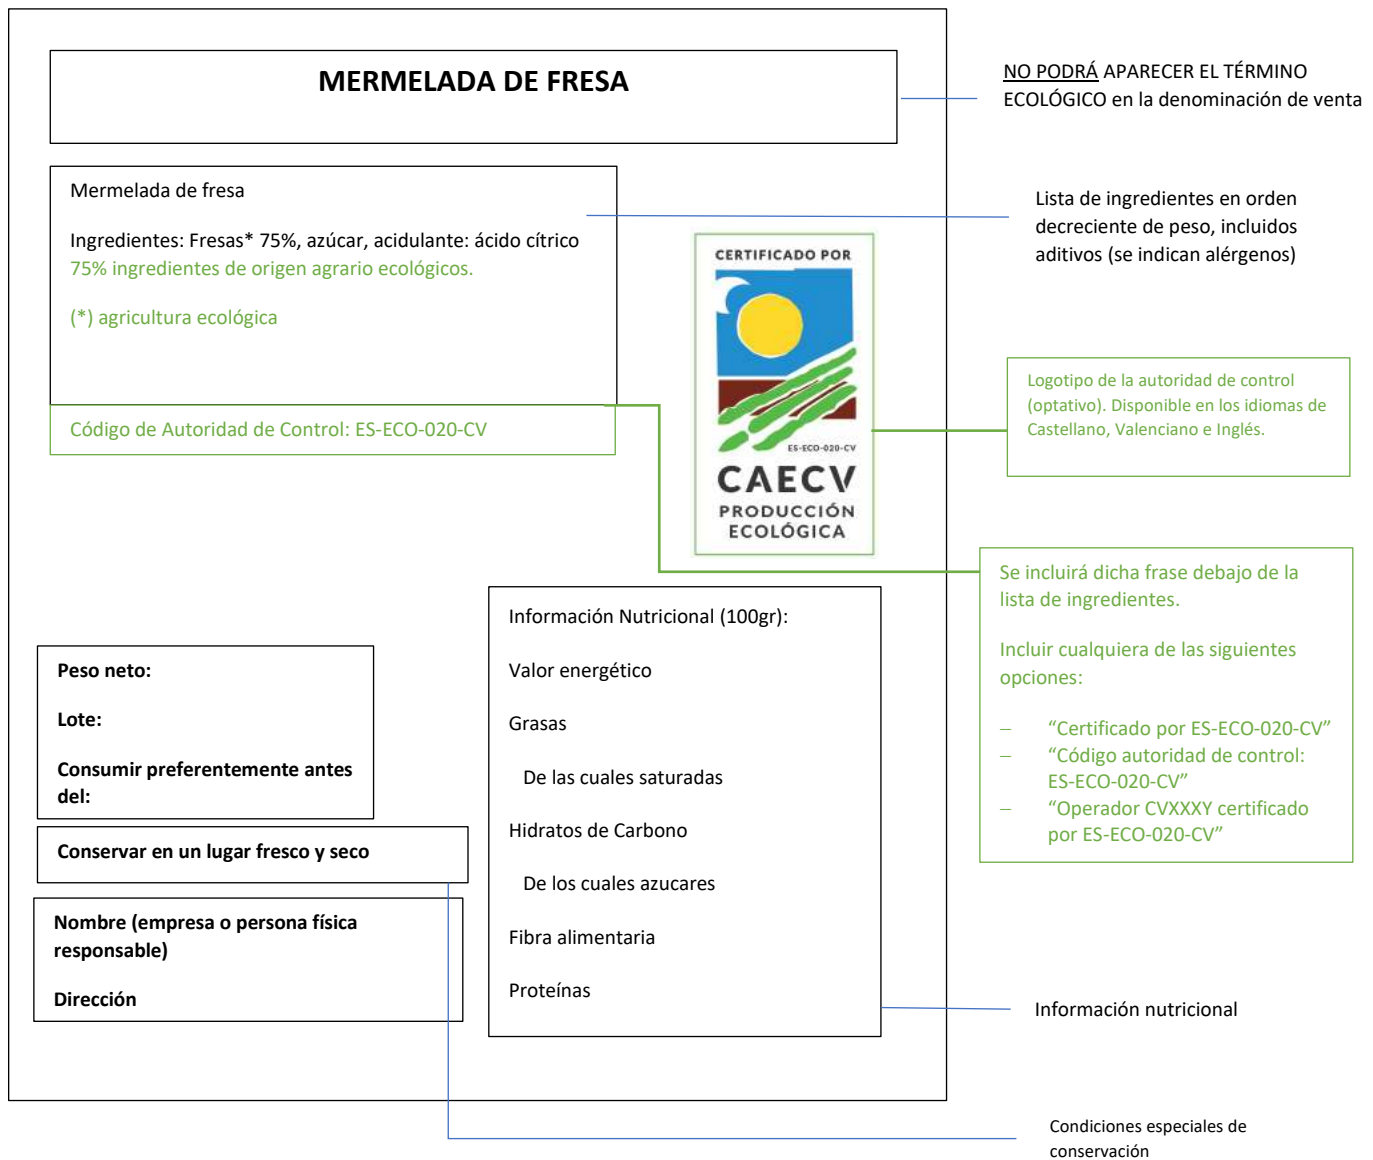 MERMELADA DE FRESA
NO PODRÁ APARECER EL TÉRMINO
ECOLÓGICO en la denominación de venta
Mermelada de fresa
Ingredientes: Fresas* 75%, azúcar, acidulante: ácido cítrico
75% ingredientes de origen agrario ecológicos.
(*) agricultura ecológica
Código de Autoridad de Control: ES-ECO-020-CV
Lista de ingredientes en orden
decreciente de peso, incluidos
aditivos (se indican alérgenos)
CERTIFICADO POR
ES-ECO-020-CV
CAECV
PRODUCCIÓN
ECOLÓGICA
Logotipo de la autoridad de control
(optativo). Disponible en los idiomas de
Castellano, Valenciano e Inglés.
Se incluirá dicha frase debajo de la
lista de ingredientes.
Incluir cualquiera de las siguientes
opciones:
– “Certificado por ES-ECO-020-CV”
– “Código autoridad de control:
ES-ECO-020-CV”
– “Operador CVXXXY certificado
por ES-ECO-020-CV”
Peso neto:
Lote:
Consumir preferentemente antes
del:
Conservar en un lugar fresco y seco
Nombre (empresa o persona física
responsable)
Dirección
Información Nutricional (100gr):
Valor energético
Grasas
De las cuales saturadas
Hidratos de Carbono
De los cuales azucares
Fibra alimentaria
Proteínas
Información nutricional
Condiciones especiales de
conservación